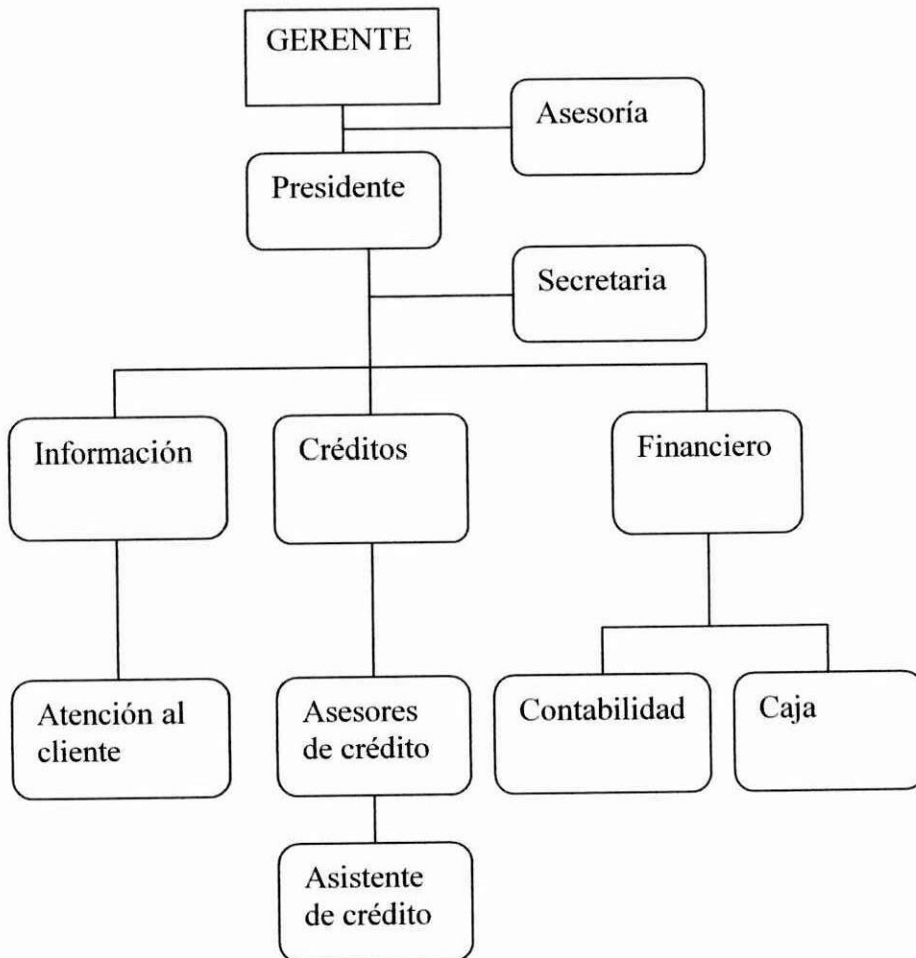 GERENTE
Asesoría
Presidente
Secretaria
Información
Créditos
Financiero
Atención al
cliente
Asesores
de crédito
Contabilidad
Caja
Asistente
de crédito